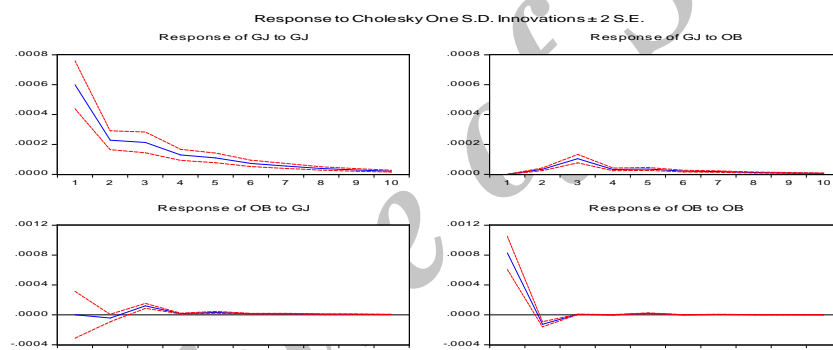 Response to Cholesky One S.D. Innovations ± 2 S.E.
Response of GJ to GJ
Response of GJ to OB
.0008
.0006
.0004
.0002
.0000
1 2 3 4 5 6 7 8 9 10
.0008
.0006
.0004
.0002
.0000
1 2 3 4 5 6 7 8 9 10
Response of OB to GJ
Response of OB to OB
.0012
.0008
.0004
.0000
-.0004
.0012
.0008
.0004
.0000
-.0004